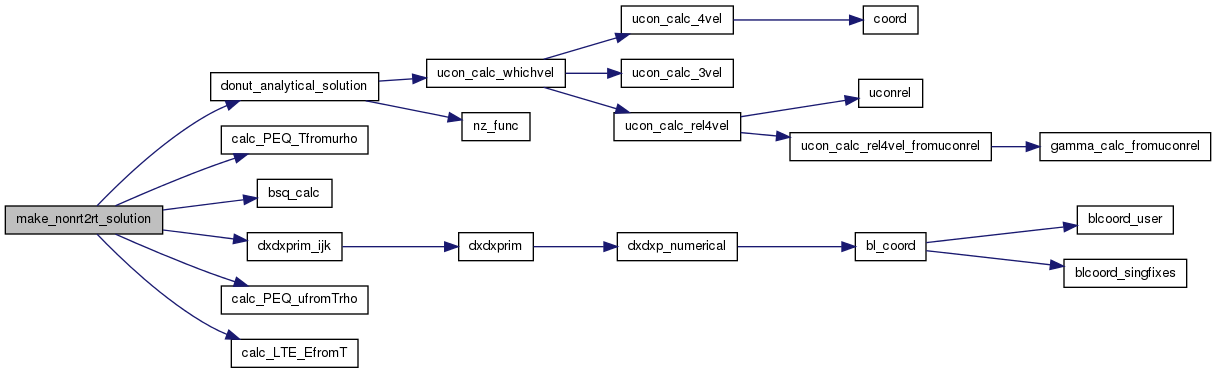 ucon_calc_4vel
coord
ucon_calc_whichvel
ucon_calc_3vel
donut_analytical_solution
uconrel
nz_func
ucon_calc_rel4vel
calc_PEQ_Tfromurho
ucon_calc_rel4vel_fromuconrel
gamma_calc_fromuconrel
bsq_calc
make_nonrt2rt_solution
blcoord_user
dxdxprim_ijk
dxdxprim
dxdxp_numerical
bl_coord
blcoord_singfixes
calc_PEQ_ufromTrho
calc_LTE_EfromT